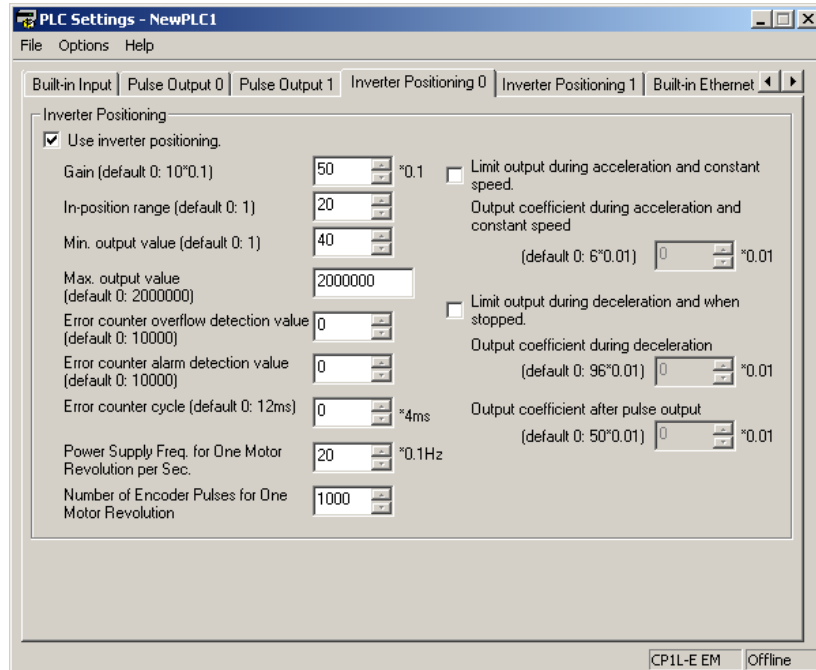 PLC Settings - NewPLC1
File Options Help
Built-in Input Pulse Output 0 Pulse Output 1 Inverter Positioning 0 Inverter Positioning 1 Built-in Ethernet
Inverter Positioning
Use inverter positioning.
Gain (default 0: 10*0.1) 50 *0.1
In-position range (default 0: 1) 20
Min. output value (default 0: 1) 40
Max. output value
(default 0: 2000000) 2000000
Error counter overflow detection value
(default 0: 10000) 0
Error counter alarm detection value
(default 0: 10000) 0
Error counter cycle (default 0: 12ms) 0 *4ms
Power Supply Freq. for One Motor
Revolution per Sec. 20 *0.1Hz
Number of Encoder Pulses for One
Motor Revolution 1000
Limit output during acceleration and constant
speed.
Output coefficient during acceleration and
constant speed
(default 0: 6*0.01) 0 *0.01
Limit output during deceleration and when
stopped.
Output coefficient during deceleration
(default 0: 96*0.01) 0 *0.01
Output coefficient after pulse output
(default 0: 50*0.01) 0 *0.01
CP1L-E EM Offline